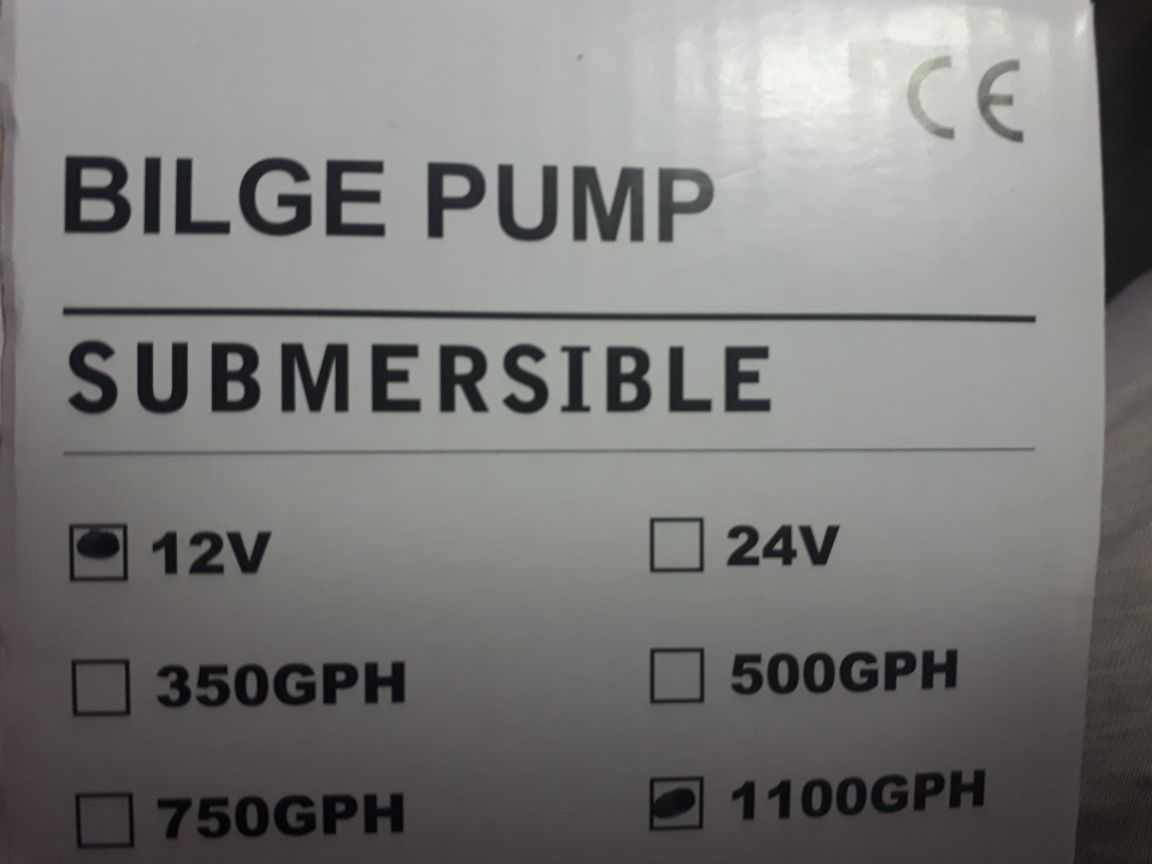 CE
BILGE PUMP
SUBMERSIBLE
12V 24V
350GPH 500GPH
750GPH 1100GPH